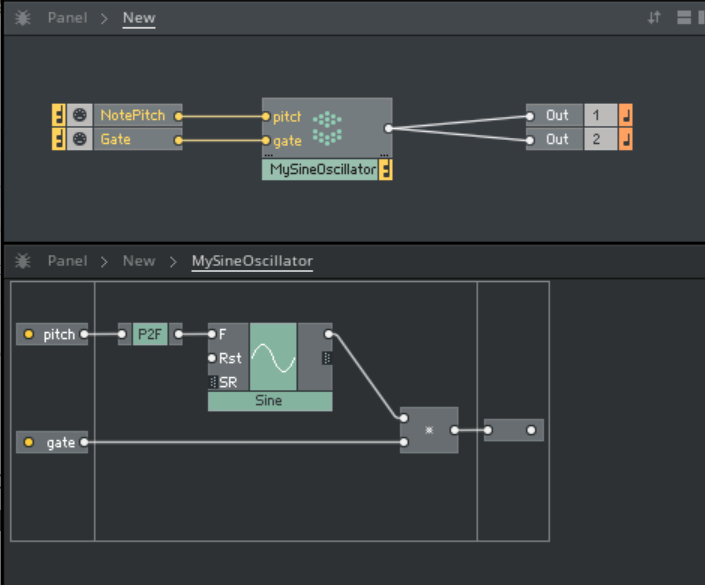 Panel > New
NotePitch
pitch
Out 1
Gate
gate
Out 2
...
...
MySineOscillator
Panel > New > MySineOscillator
pitch
P2F
F
Rst
SR
Sine
gate
*